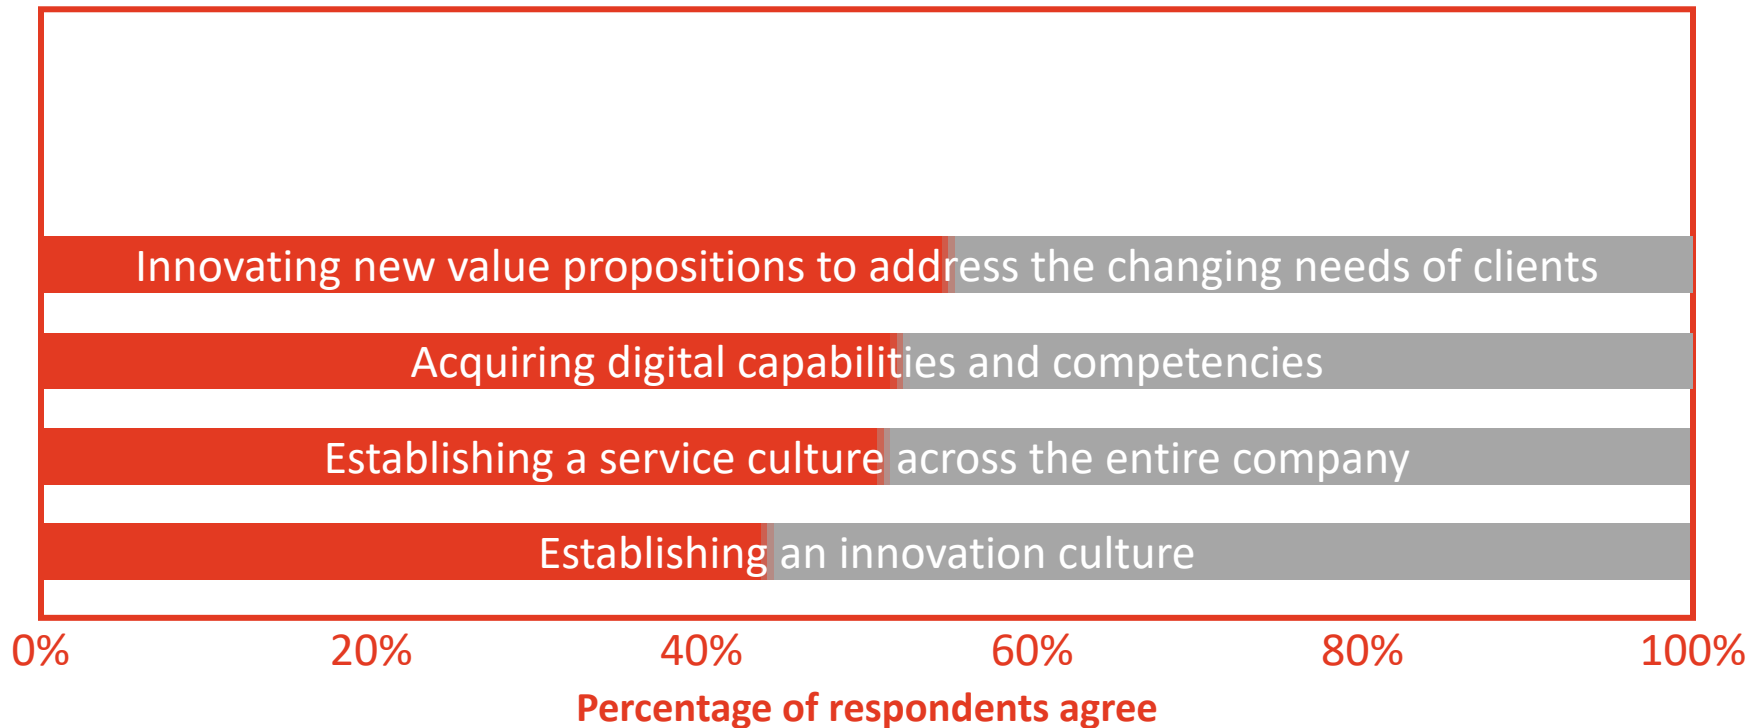 Innovating new value propositions to address the changing needs of clients
Acquiring digital capabilities and competencies
Establishing a service culture across the entire company
Establishing an innovation culture
0% 20% 40% 60% 80% 100%
Percentage of respondents agree